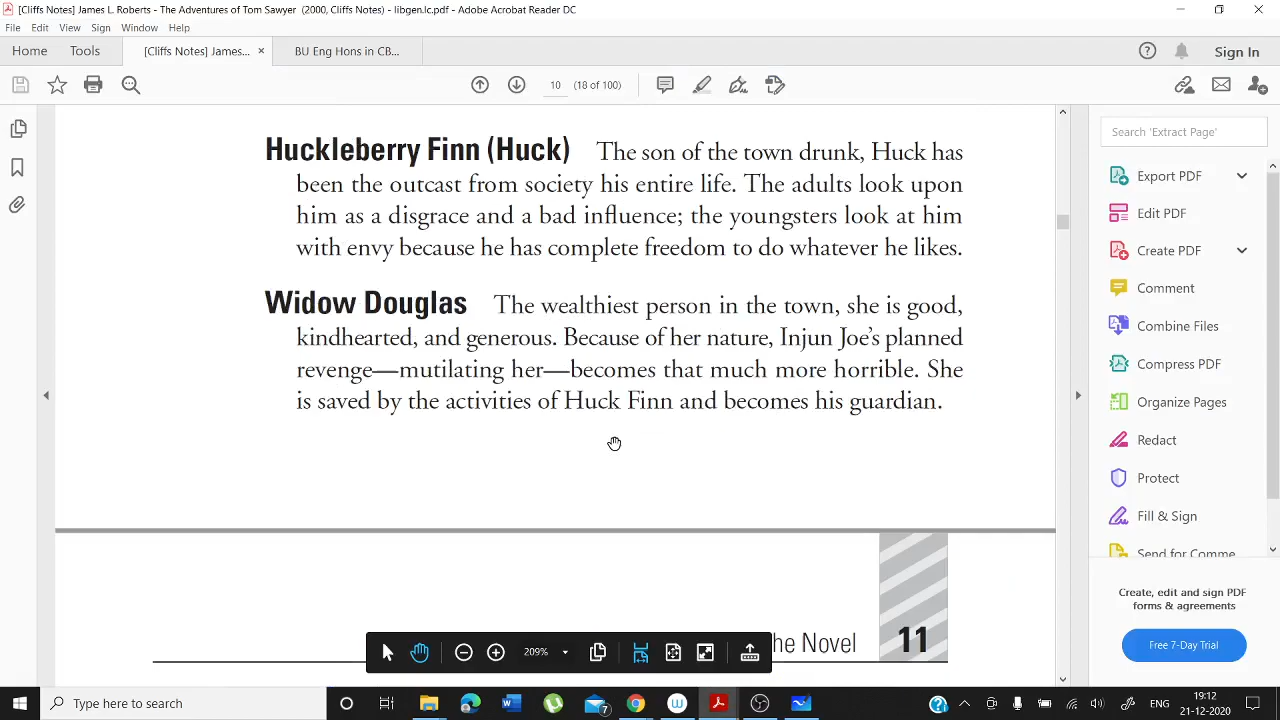 [Cliffs Notes] James L. Roberts - The Adventures of Tom Sawyer (2000, Cliffs Notes) - libgen.lc.pdf - Adobe Acrobat Reader DC
File Edit View Sign Window Help
Home Tools [Cliffs Notes] James... × BU Eng Hons in CB... Sign In
10 (18 of 100)
Search 'Extract Page'
Huckleberry Finn (Huck) The son of the town drunk, Huck has
been the outcast from society his entire life. The adults look upon
him as a disgrace and a bad influence; the youngsters look at him
with envy because he has complete freedom to do whatever he likes.
Widow Douglas The wealthiest person in the town, she is good,
kindhearted, and generous. Because of her nature, Injun Joe's planned
revenge—mutilating her—becomes that much more horrible. She
is saved by the activities of Huck Finn and becomes his guardian.
he Novel 11
209%
Export PDF
Edit PDF
Create PDF
Comment
Combine Files
Compress PDF
Organize Pages
Redact
Protect
Fill & Sign
Send for Comme
Create, edit and sign PDF
forms & agreements
Free 7-Day Trial
Type here to search
7
ENG
19:12
21-12-2020